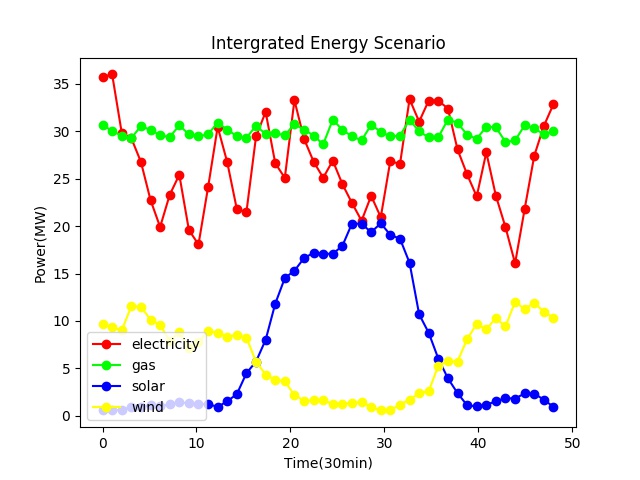 Intergrated Energy Scenario
Power(MW)
35
30
25
20
15
10
5
0
electricity
gas
solar
wind
0
10
20
30
40
50
Time(30min)